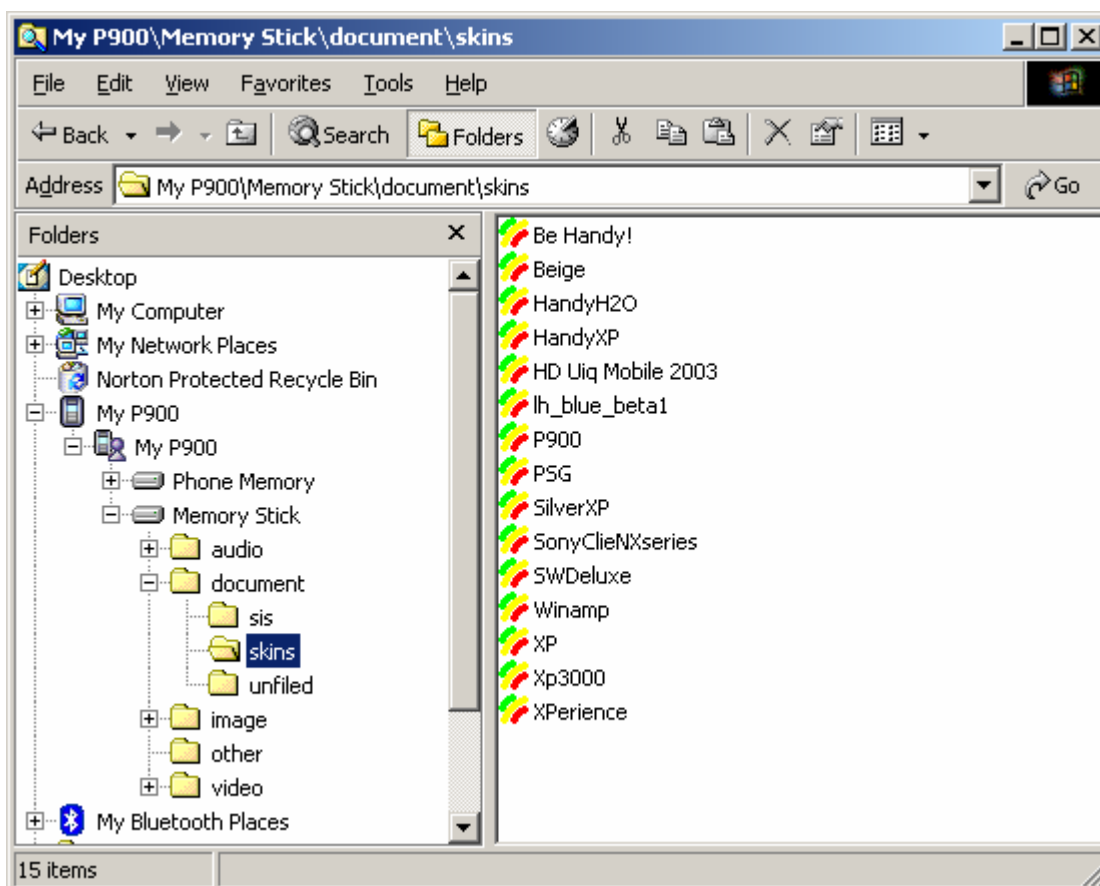 My P900\Memory Stick\document\skins
File Edit View Favorites Tools Help
Back Search Folders
Address My P900\Memory Stick\document\skins Go
Folders
Desktop
My Computer
My Network Places
Norton Protected Recycle Bin
My P900
My P900
Phone Memory
Memory Stick
audio
document
sis
skins
unfiled
image
other
video
My Bluetooth Places
Be Handy!
Beige
HandyH2O
HandyXP
HD Uiq Mobile 2003
lh_blue_beta1
P900
PSG
SilverXP
SonyClieNXseries
SWDeluxe
Winamp
XP
Xp3000
XPerience
15 items